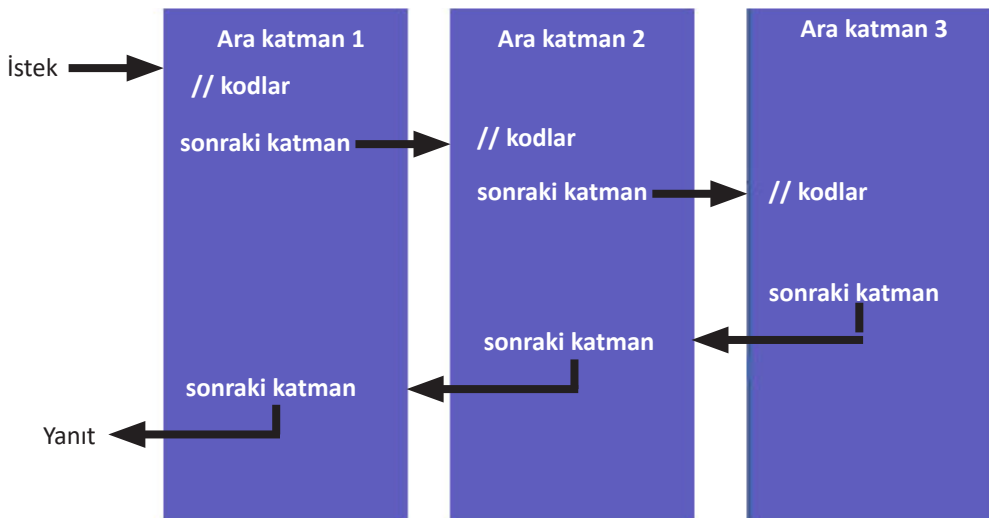 Ara katman 1
Ara katman 2
Ara katman 3
İstek
// kodlar
sonraki katman
// kodlar
sonraki katman
// kodlar
sonraki katman
sonraki katman
sonraki katman
Yanıt